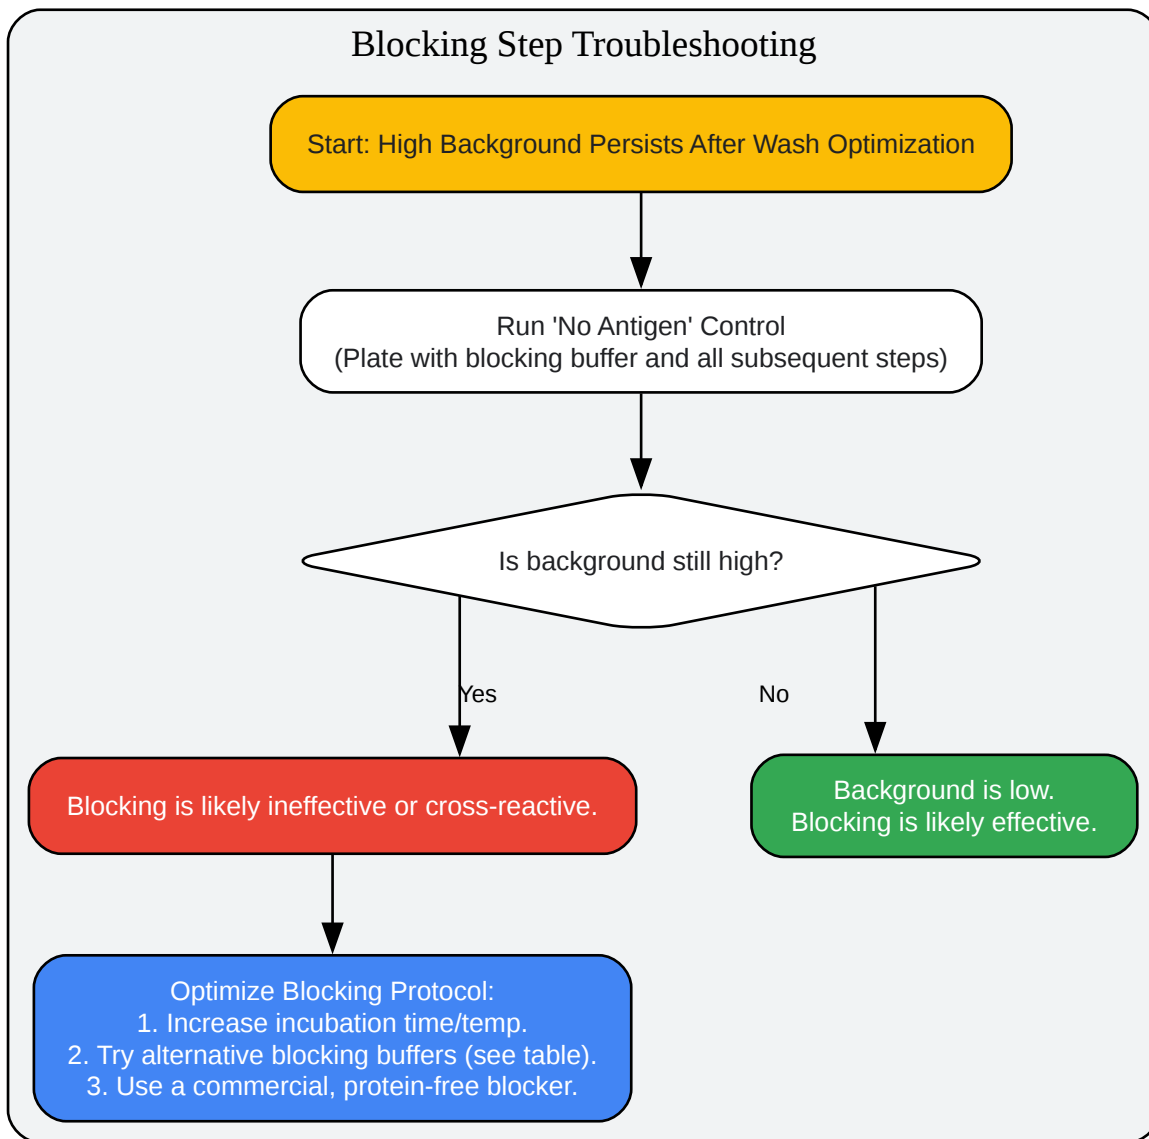 Blocking Step Troubleshooting
Start: High Background Persists After Wash Optimization
Run 'No Antigen' Control
(Plate with blocking buffer and all subsequent steps)
Is background still high?
Yes
No
Blocking is likely ineffective or cross-reactive.
Background is low.
Blocking is likely effective.
Optimize Blocking Protocol:
1. Increase incubation time/temp.
2. Try alternative blocking buffers (see table).
3. Use a commercial, protein-free blocker.